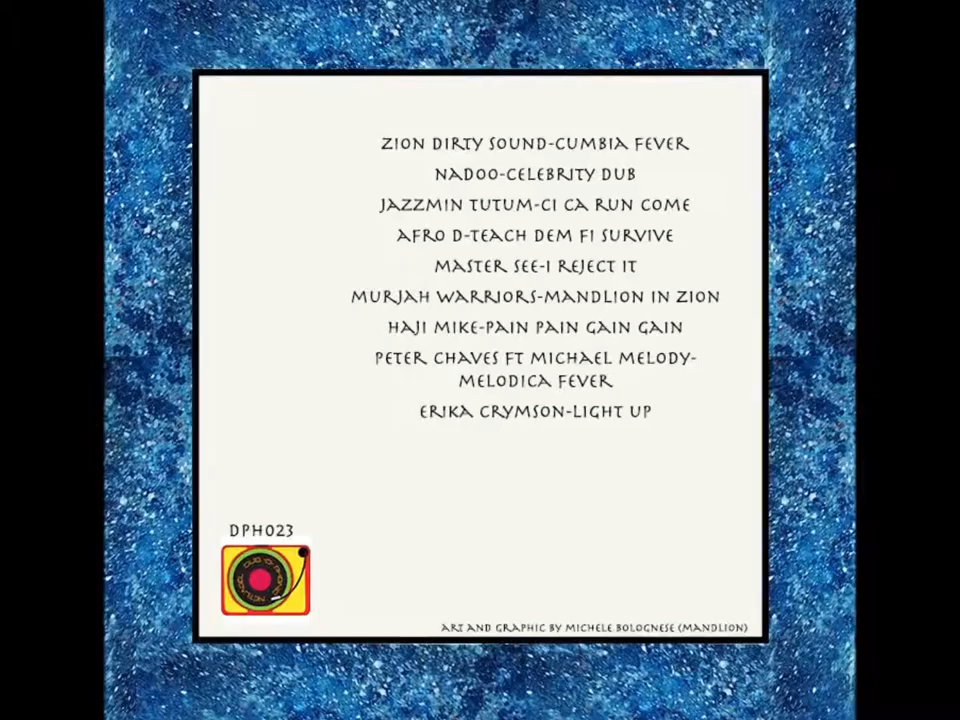 ZION DIRTY SOUND-CUMBIA FEVER
NADOO-CELEBRITY DUB
JAZZMIN TUTUM-CI CA RUN COME
AFRO D-TEACH DEM FI SURVIVE
MASTER SEE-I REJECT IT
MURJAH WARRIORS-MANDLION IN ZION
HAJI MIKE-PAIN PAIN GAIN GAIN
PETER CHAVES FT MICHAEL MELODY-
MELODICA FEVER
ERIKA CRYMSON-LIGHT UP
DPH023
ART AND GRAPHIC BY MICHELE BOLOGNESE (MANDLION)